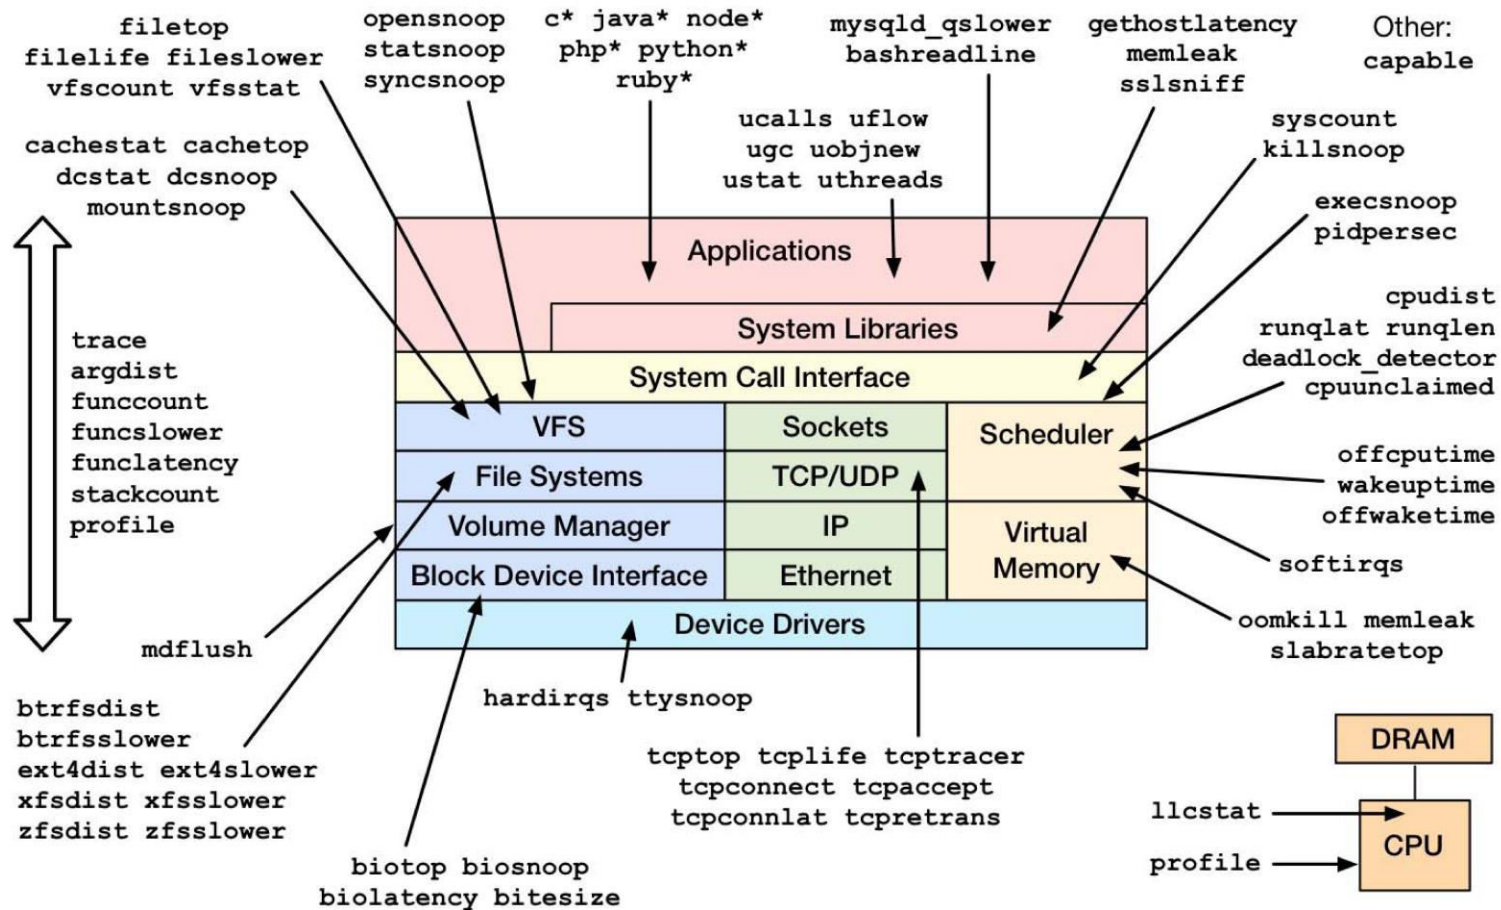 filetop
filelife fileslower
vfscount vfsstat
opensnoop
statsnoop
syncsnoop
c* java* node*
php* python*
ruby*
mysqld_qslower
bashreadline
gethostlatency
memleak
sslsniff
Other:
capable
cachestat cachetop
dcstat dcsnoop
mountsnoop
ucalls uflow
ugc uobjnew
ustat uthreads
syscount
killsnoop
execsnoop
pidpersec
cpudist
runqlat runqlen
deadlock_detector
cpuunclaimed
offcputime
wakeuptime
offwaketime
softirqs
oomkill memleak
slabratetop
trace
argdist
funccount
funcslower
funclatency
stackcount
profile
Applications
System Libraries
System Call Interface
VFS
Sockets
Scheduler
File Systems
TCP/UDP
Volume Manager
IP
Virtual
Memory
Block Device Interface
Ethernet
Device Drivers
mdflush
btrfsdist
btrfsslower
ext4dist ext4slower
xfsdist xfsslower
zfsdist zfsslower
hardirqs ttysnoop
biotop biosnoop
biolatency bitesize
tcptop tcplife tcptracer
tcpconnect tcpaccept
tcpconnlat tcpretrans
DRAM
llcstat
CPU
profile